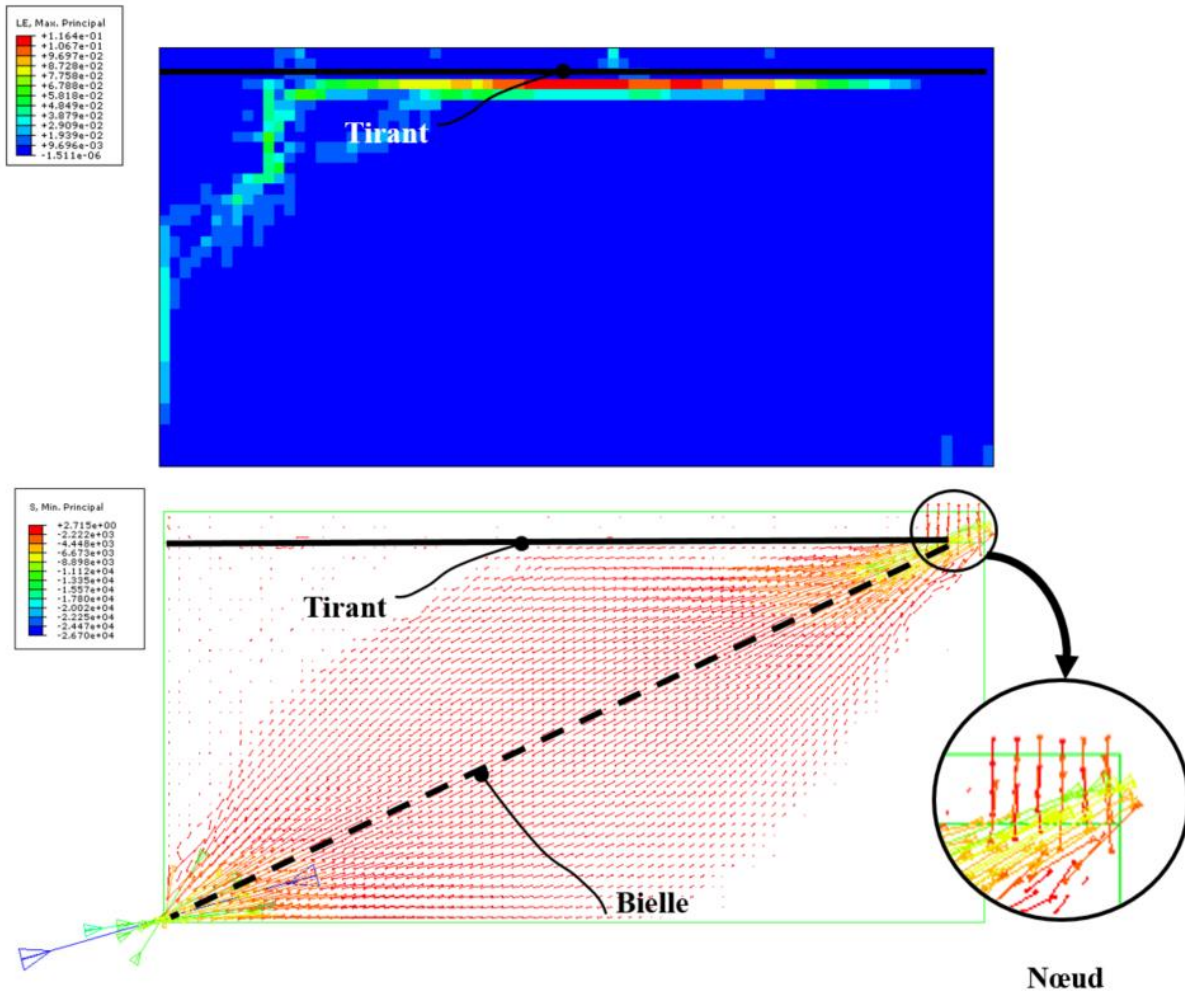 LE, Max. Principal
+1.164e-01
+1.067e-01
+9.697e-02
+8.728e-02
+7.758e-02
+6.788e-02
+5.818e-02
+4.849e-02
+3.879e-02
+2.909e-02
+1.939e-02
+9.696e-03
-1.511e-06
Tirant
S, Min. Principal
+2.715e+00
-2.222e+03
-4.448e+03
-6.673e+03
-8.898e+03
-1.112e+04
-1.335e+04
-1.557e+04
-1.780e+04
-2.002e+04
-2.225e+04
-2.447e+04
-2.670e+04
Tirant
Bielle
Nœud